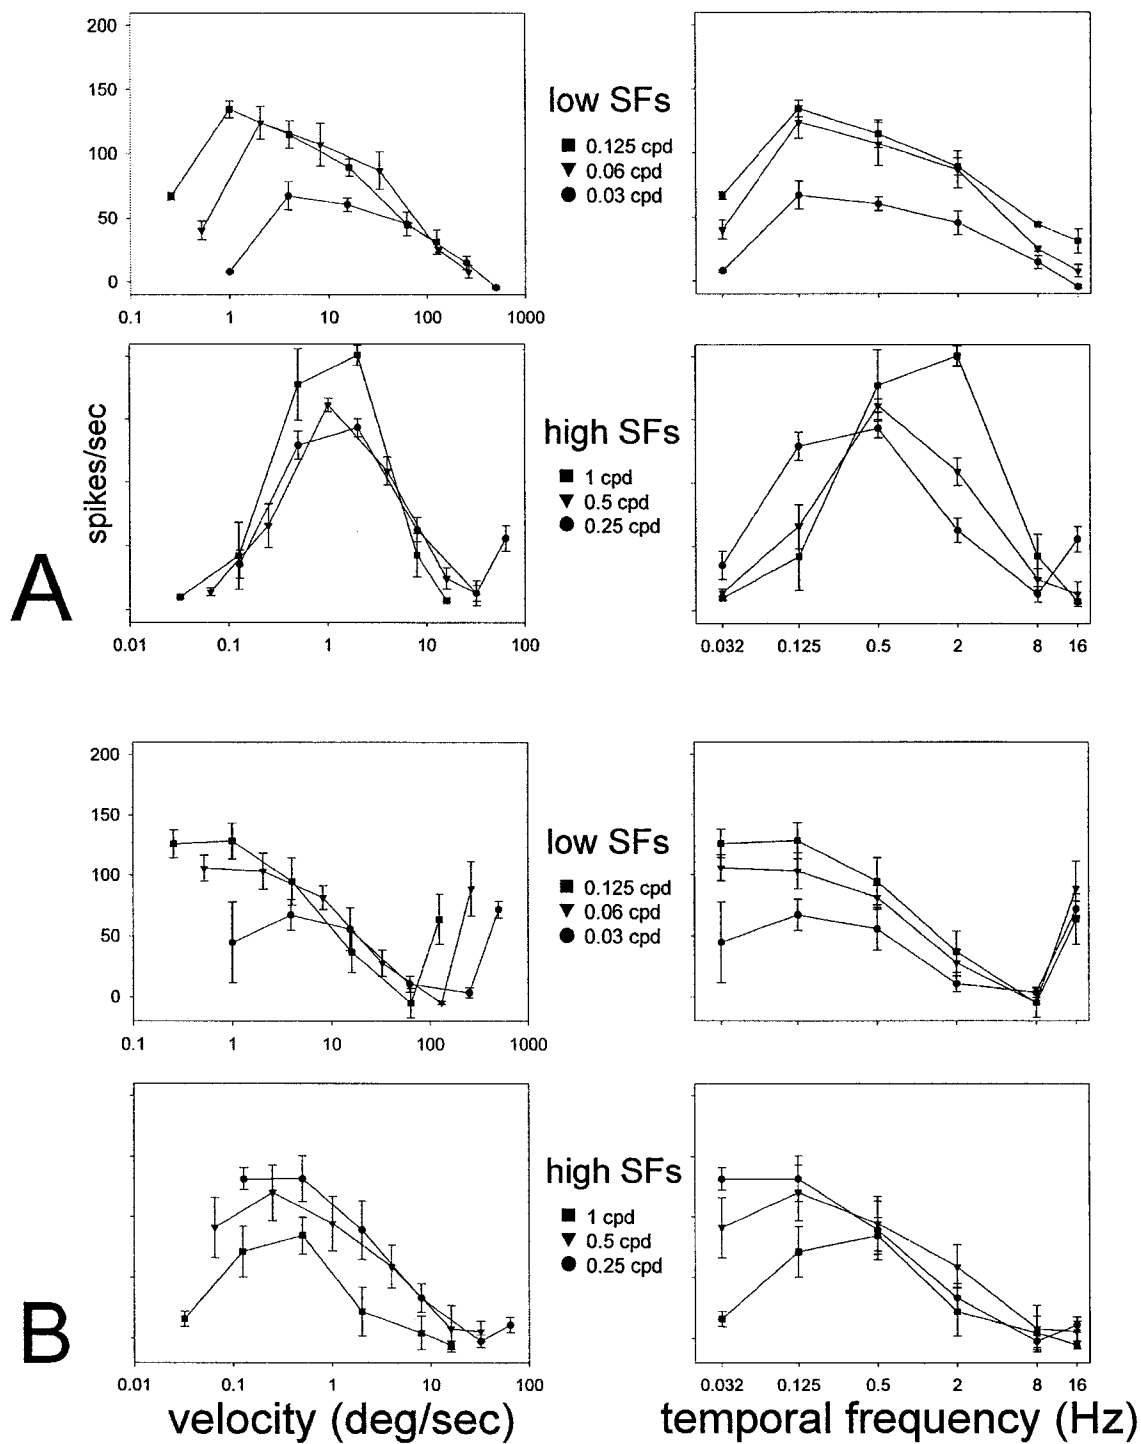 200
150
100
50
0
0.1 1 10 100 1000
low SFs
0.125 cpd
0.06 cpd
0.03 cpd
A
spikes/sec
0.01 0.1 1 10 100
high SFs
1 cpd
0.5 cpd
0.25 cpd
0.032 0.125 0.5 2 8 16
200
150
100
50
0
0.1 1 10 100 1000
low SFs
0.125 cpd
0.06 cpd
0.03 cpd
B
0.01 0.1 1 10 100
high SFs
1 cpd
0.5 cpd
0.25 cpd
0.032 0.125 0.5 2 8 16
velocity (deg/sec)
temporal frequency (Hz)